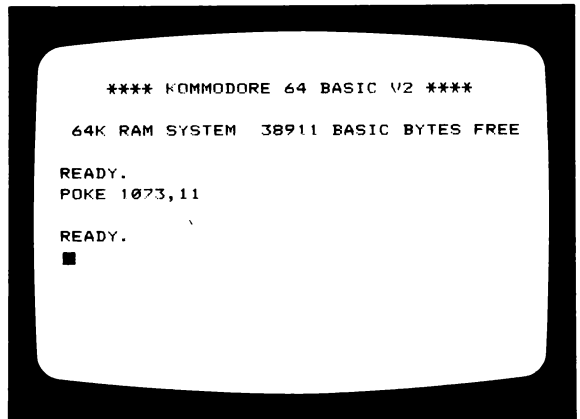 **** KOMMODORE 64 BASIC V2 ****
64K RAM SYSTEM 38911 BASIC BYTES FREE
READY.
POKE 1073,11
READY.